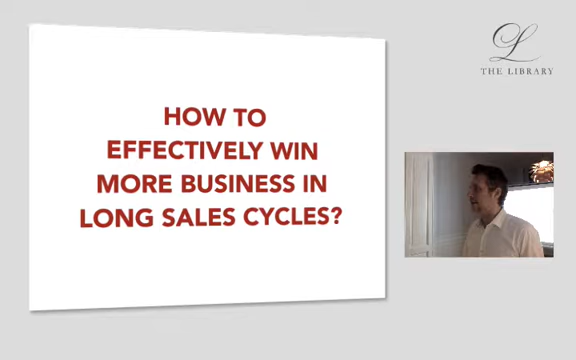 HOW TO
EFFECTIVELY WIN
MORE BUSINESS IN
LONG SALES CYCLES?
L
THE LIBRARY